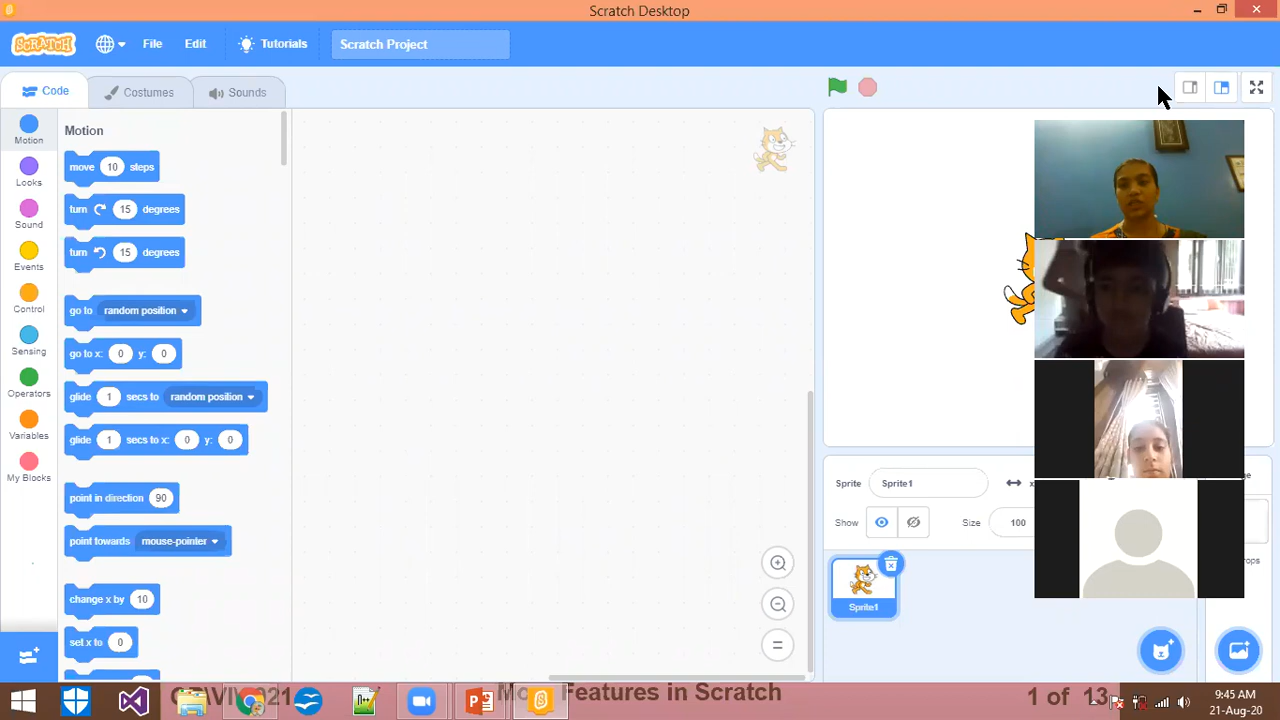 Scratch Desktop
SCRATCH File Edit Tutorials Scratch Project
Code Costumes Sounds
Motion
Looks
Sound
Events
Control
Sensing
Operators
Variables
My Blocks
Motion
move 10 steps
turn 15 degrees
turn 15 degrees
go to random position
go to x: 0 y: 0
glide 1 secs to random position
glide 1 secs to x: 0 y: 0
point in direction 90
point towards mouse-pointer
change x by 10
set x to 0
Sprite Sprite1 x
Show Size 100
Sprite1
Features in Scratch
1 of 13
9:45 AM
21-Aug-20